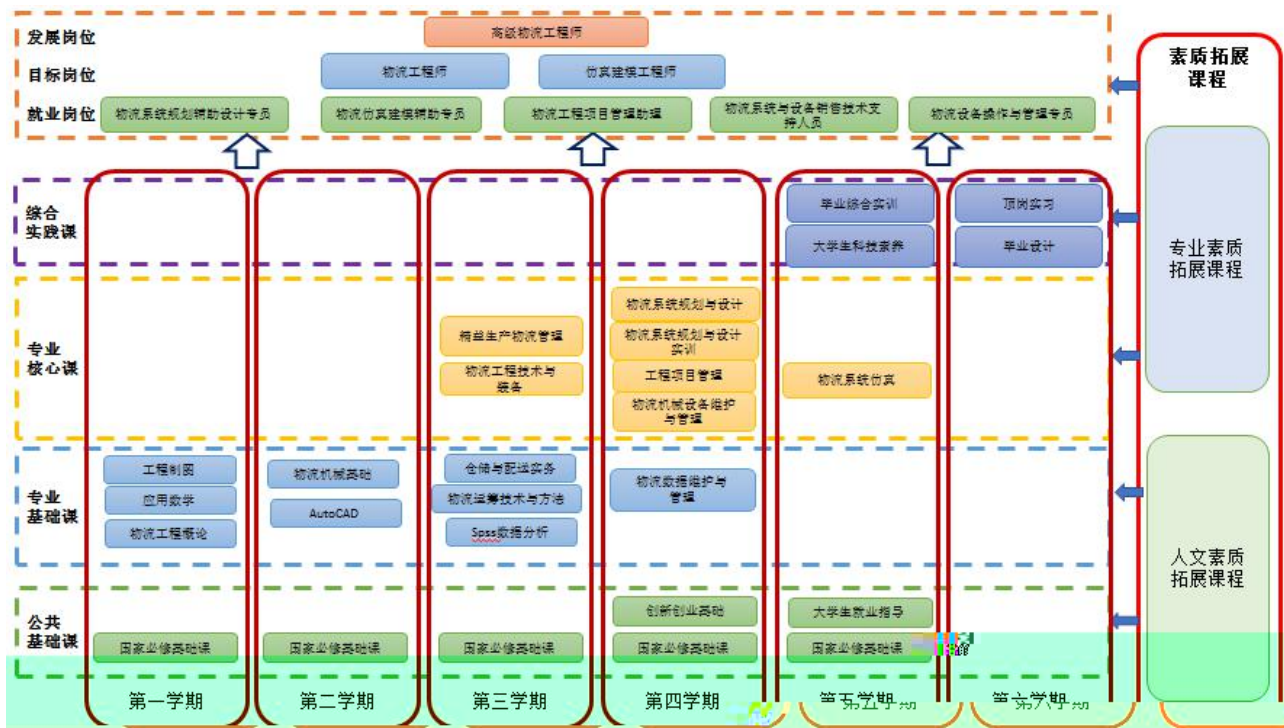 发展岗位
高级物流工程师
目标岗位
物流工程师
仿真建模工程师
就业岗位
物流系统规划辅助设计专员
物流仿真建模辅助专员
物流工程项目管理助理
物流系统与设备销售技术支
持人员
物流设备操作与管理专员
综合
实践课
毕业综合实训
顶岗实习
大学生科技素养
毕业设计
专业
核心课
精益生产物流管理
物流工程技术与
装备
物流系统规划与设计
物流系统规划与设计
实训
工程项目管理
物流机械设备维护
与管理
物流系统仿真
专业
基础课
工程制图
应用数学
物流工程概论
物流机械基础
AutoCAD
仓储与配送实务
物流运筹技术与方法
Spss数据分析
物流数据维护与
管理
公共
基础课
国家必修基础课
国家必修基础课
国家必修基础课
创新创业基础
国家必修基础课
大学生就业指导
国家必修基础课
第一学期
第二学期
第三学期
第四学期
第五学期
第六学期
素质拓展
课程
专业素质
拓展课程
人文素质
拓展课程